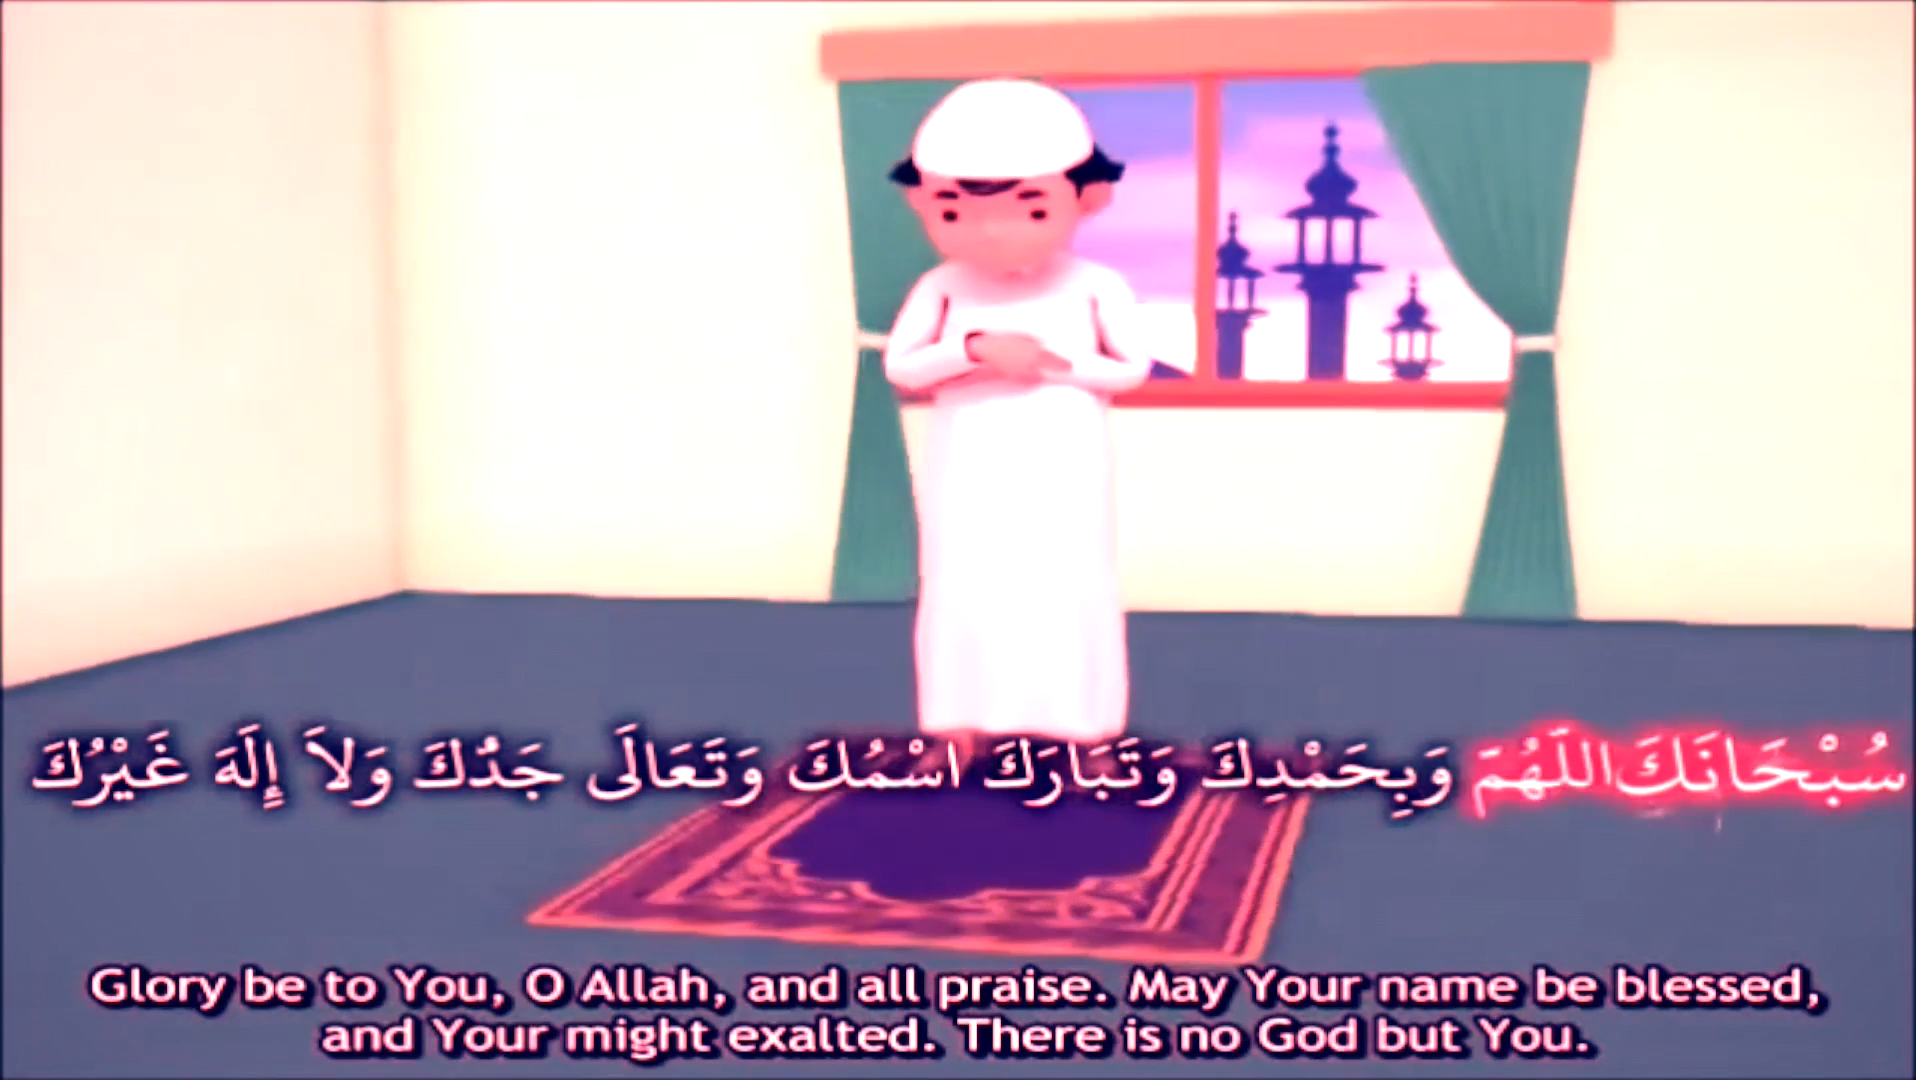 سُبْحَانَكَ اللَهُمَ وَبِحَمْدِكَ وَتَبَارَكَ اسْمُكَ وَتَعَالَى جَدُكَ وَلاَ إِلَهَ غَيْرُكَ
Glory be to You, O Allah, and all praise. May Your name be blessed,
and Your might exalted. There is no God but You.